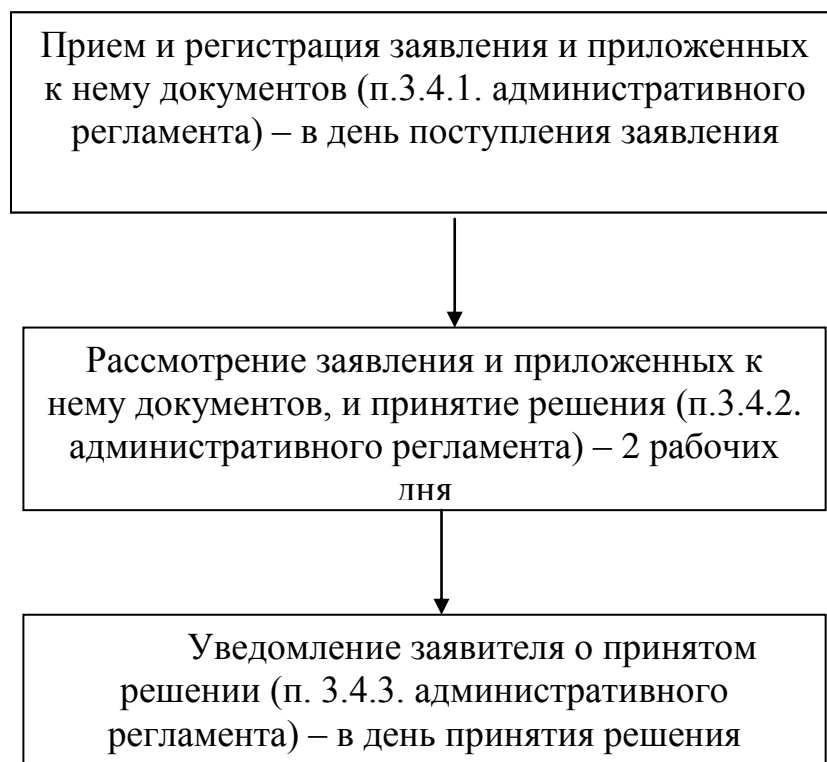 Прием и регистрация заявления и приложенных
к нему документов (п.3.4.1. административного
регламента) – в день поступления заявления
Рассмотрение заявления и приложенных к
нему документов, и принятие решения (п.3.4.2.
административного регламента) – 2 рабочих
дня
Уведомление заявителя о принятом
решении (п. 3.4.3. административного
регламента) – в день принятия решения